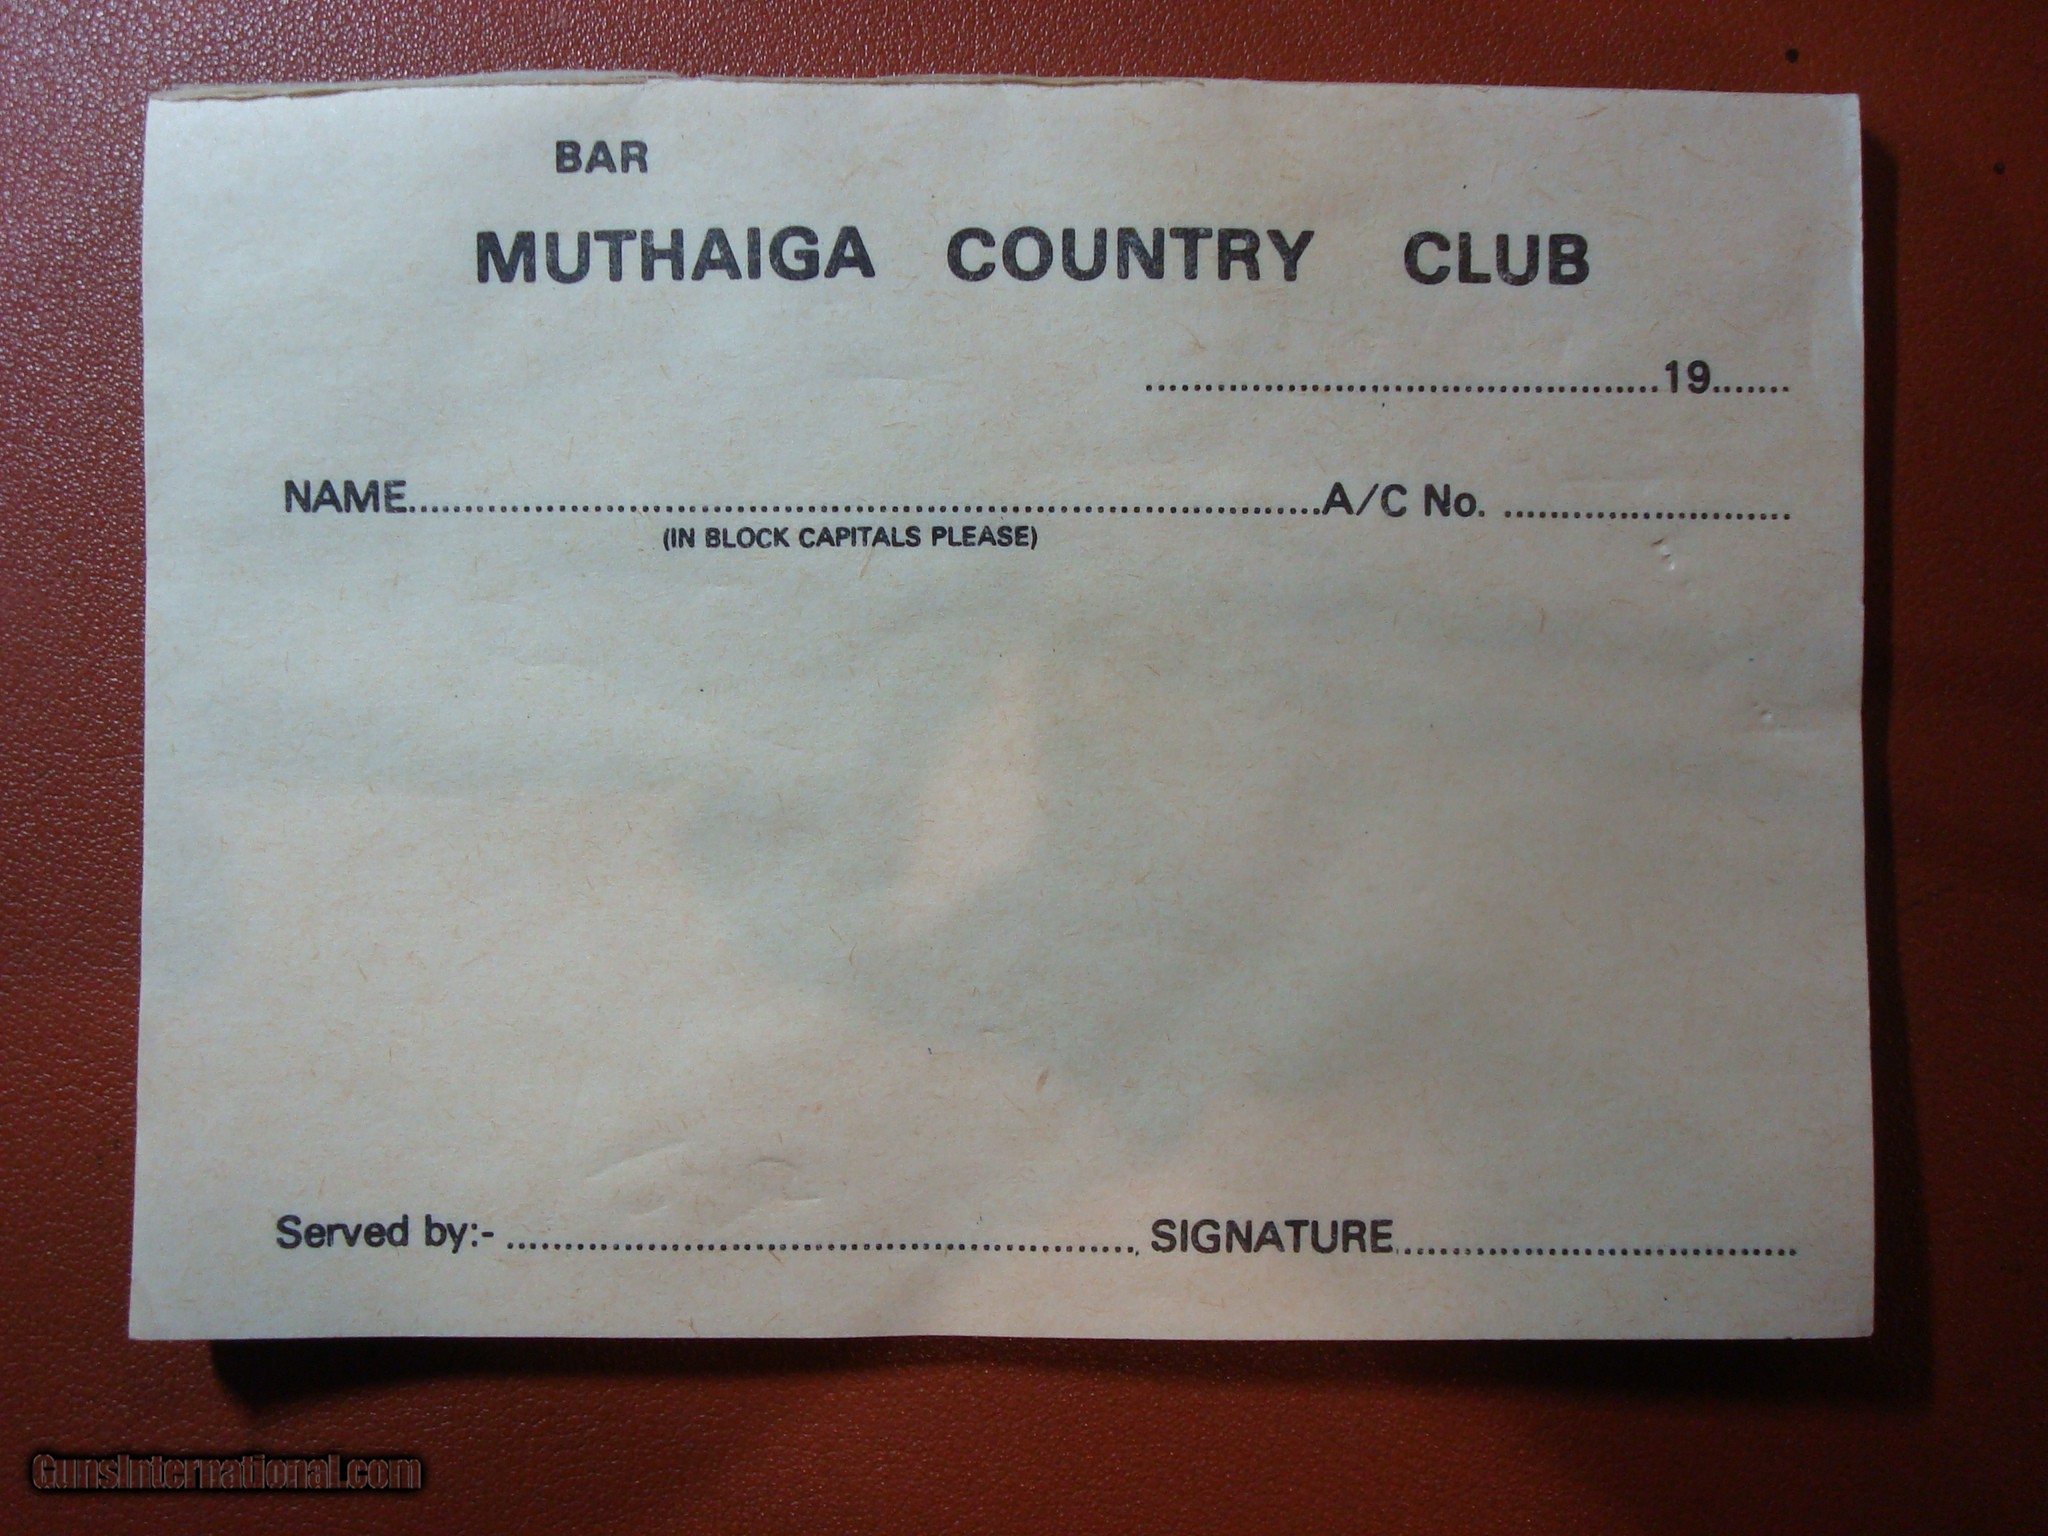 BAR
MUTHAIGA COUNTRY CLUB
..........................................19.......
NAME....................................................................................A/C No. .........................
(IN BLOCK CAPITALS PLEASE)
Served by:- ....................................................... SIGNATURE...................................
GunsInternational.com